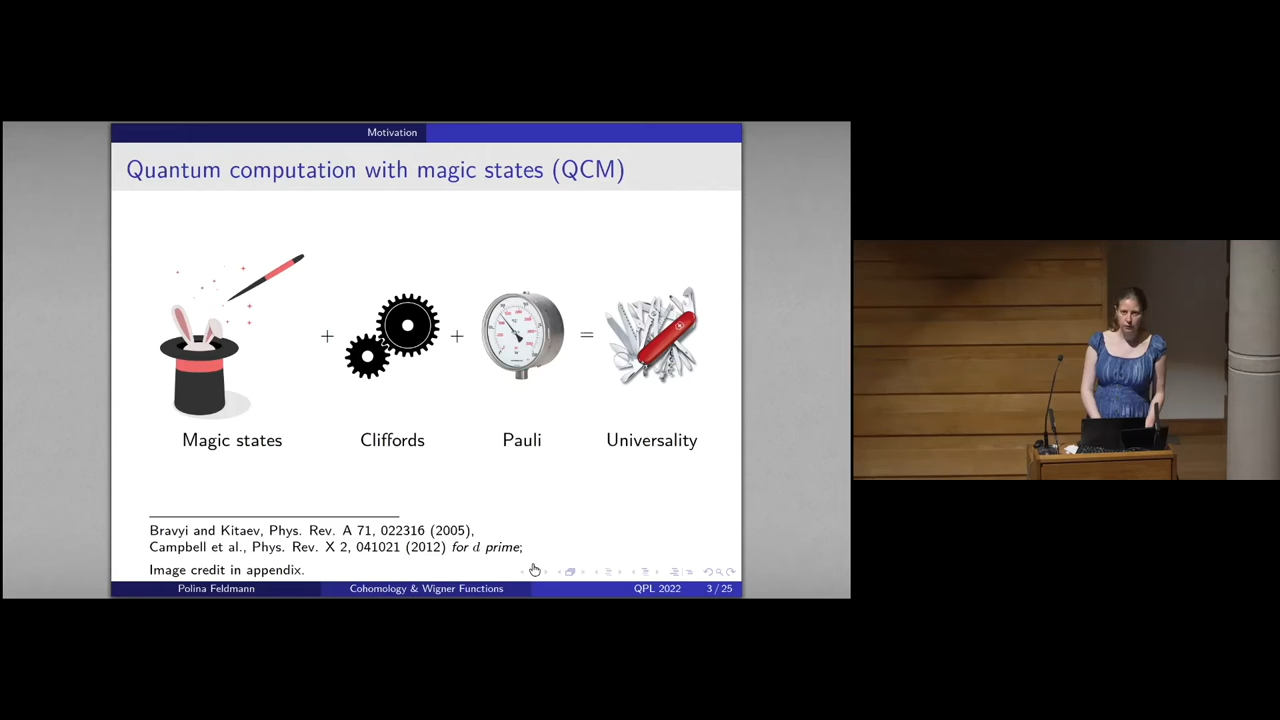 Motivation
Quantum computation with magic states (QCM)
+ + =
Magic states Cliffords Pauli Universality
Bravyi and Kitaev, Phys. Rev. A 71, 022316 (2005),
Campbell et al., Phys. Rev. X 2, 041021 (2012) for d prime;
Image credit in appendix.
Polina Feldmann Cohomology & Wigner Functions QPL 2022 3 / 25